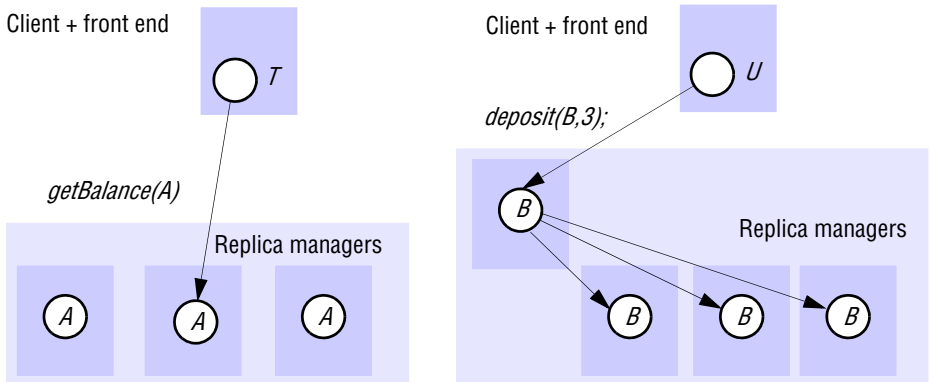 Client + front end
T
getBalance(A)
Replica managers
A
A
A
Client + front end
U
deposit(B,3);
B
Replica managers
B
B
B